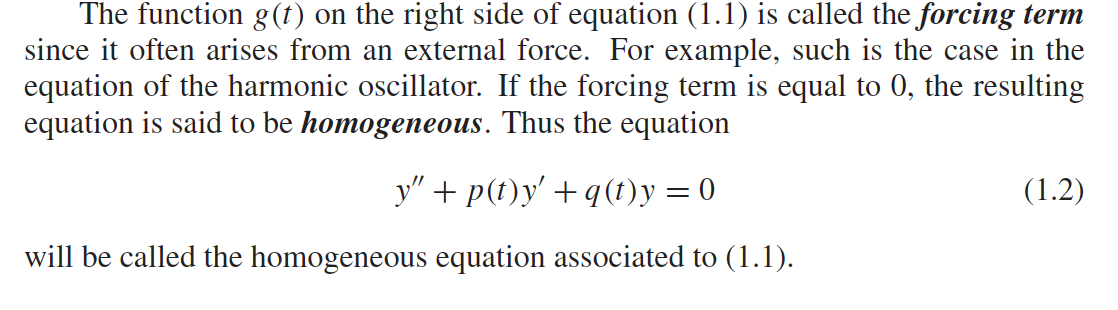 The function g(t) on the right side of equation (1.1) is called the forcing term
since it often arises from an external force. For example, such is the case in the
equation of the harmonic oscillator. If the forcing term is equal to 0, the resulting
equation is said to be homogeneous. Thus the equation
y″ + p(t)y′ + q(t)y = 0 (1.2)
will be called the homogeneous equation associated to (1.1).